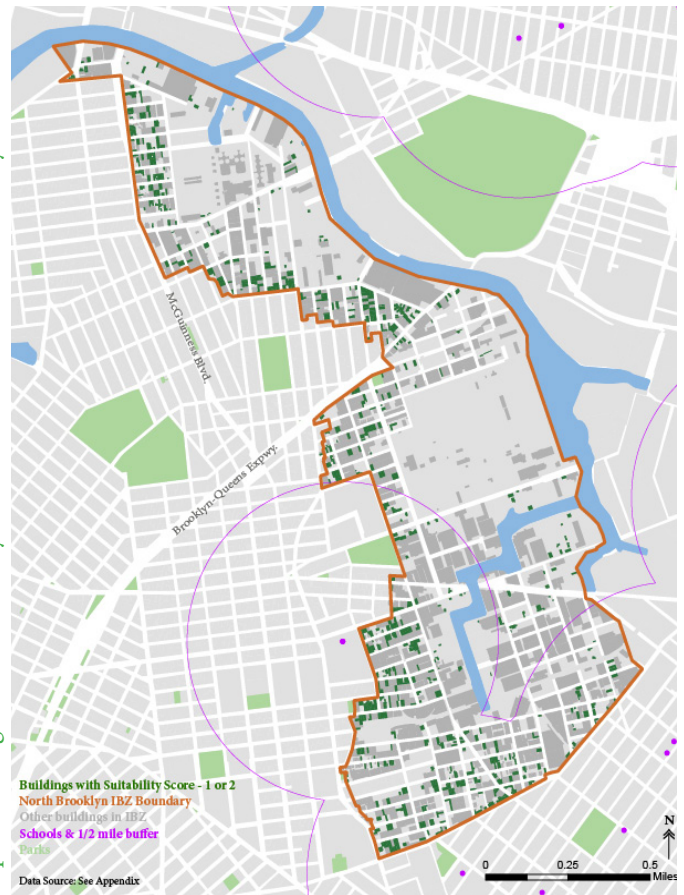 McGuinness Blvd.
Brooklyn-Queens Expwy.
Buildings with Suitability Score - 1 or 2
North Brooklyn IBZ Boundary
Other buildings in IBZ
Schools & 1/2 mile buffer
Parks
Data Source: See Appendix
N
0 0.25 0.5
Miles